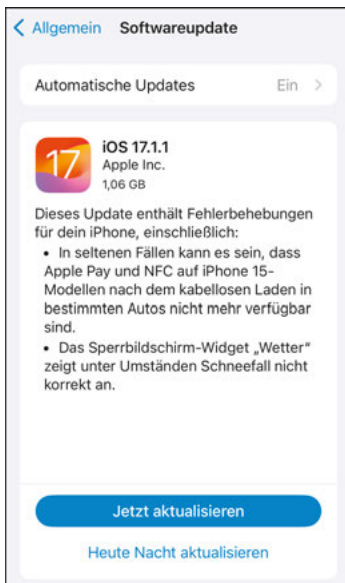 Allgemein Softwareupdate
Automatische Updates Ein
17
iOS 17.1.1
Apple Inc.
1,06 GB
Dieses Update enthält Fehlerbehebungen
für dein iPhone, einschließlich:
• In seltenen Fällen kann es sein, dass
Apple Pay und NFC auf iPhone 15-
Modellen nach dem kabellosen Laden in
bestimmten Autos nicht mehr verfügbar
sind.
• Das Sperrbildschirm-Widget „Wetter“
zeigt unter Umständen Schneefall nicht
korrekt an.
Jetzt aktualisieren
Heute Nacht aktualisieren